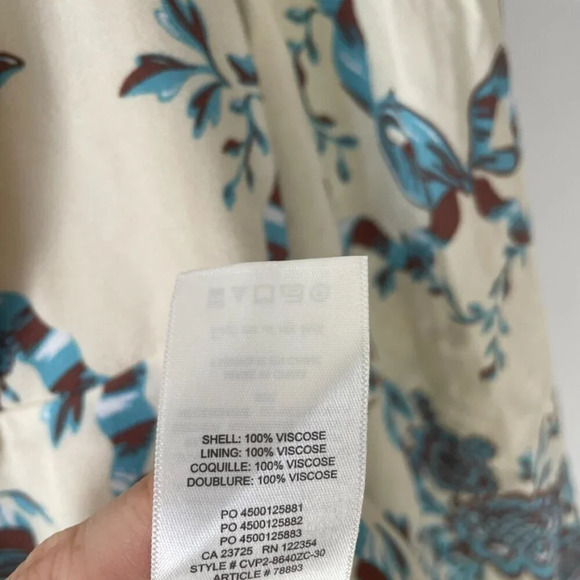 SHELL: 100% VISCOSE
LINING: 100% VISCOSE
COQUILLE: 100% VISCOSE
DOUBLURE: 100% VISCOSE
PO 4500125881
PO 4500125882
PO 4500125883
CA 23725 RN 122354
STYLE # CVP2-8640ZC-30
ARTICLE # 78893